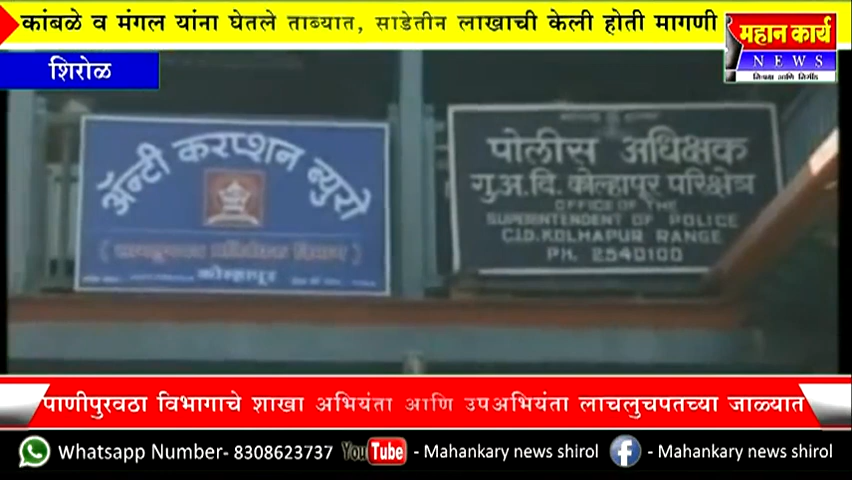 कांबळे व मंगल यांना घेतले ताब्यात, साडेतीन लाखाची केली होती मागणी
महान कार्य
NEWS
शिरोळ
ॲन्टी करप्शन ब्युरो
कोल्हापूर
पोलीस अधिक्षक
गु.अ.वि. कोल्हापूर परिक्षेत्र
OFFICE OF THE
SUPERINTENDENT OF POLICE
C.I.D. KOLHAPUR RANGE
PH. 2540100
पाणीपुरवठा विभागाचे शाखा अभियंता आणि उपअभियंता लाचलुचपतच्या जाळ्यात
Whatsapp Number- 8308623737 YouTube - Mahankary news shirol f - Mahankary news shirol